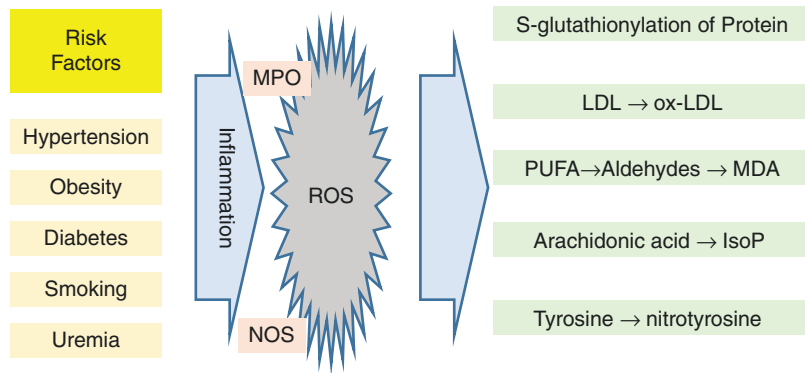 Risk
Factors
Hypertension
Obesity
Diabetes
Smoking
Uremia
Inflammation
MPO
NOS
ROS
S-glutathionylation of Protein
LDL → ox-LDL
PUFA→Aldehydes → MDA
Arachidonic acid → IsoP
Tyrosine → nitrotyrosine